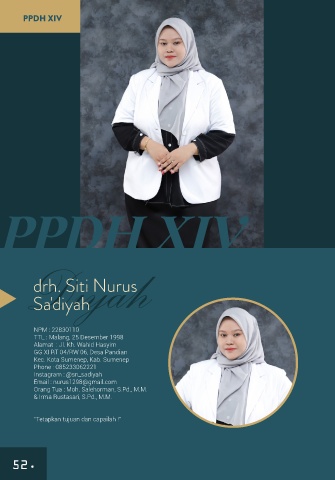 PPDH XIV
PPDH XIV
drh. Siti Nurus
Sa'diyah
NPM : 22830110
TTL : Malang, 25 Desember 1998
Alamat : Jl. Kh. Wahid Hasyim
GG XI RT 04/RW 06, Desa Pandian
Kec. Kota Sumenep, Kab. Sumenep
Phone : 085233062221
Instagram : @sn_sadiyah
Email : nurus1298@gmail.com
Orang Tua : Moh. Salehorman, S.Pd., M.M.
& Irma Rustasari, S.Pd., M.M.
"Tetapkan tujuan dan capailah !"
52